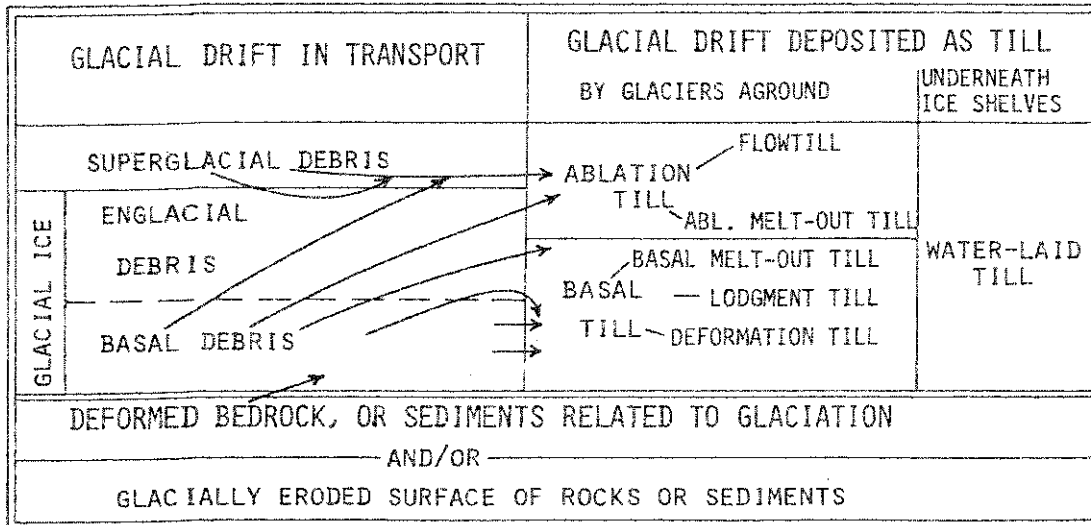 GLACIAL DRIFT IN TRANSPORT
GLACIAL DRIFT DEPOSITED AS TILL
BY GLACIERS AGROUND
UNDERNEATH
ICE SHELVES
GLACIAL ICE
SUPERGLACIAL DEBRIS
ENGLACIAL
DEBRIS
BASAL DEBRIS
FLOWTILL
ABLATION
TILL
ABL. MELT-OUT TILL
BASAL MELT-OUT TILL
BASAL
LODGMENT TILL
TILL
DEFORMATION TILL
WATER-LAID
TILL
DEFORMED BEDROCK, OR SEDIMENTS RELATED TO GLACIATION
AND/OR
GLACIALLY ERODED SURFACE OF ROCKS OR SEDIMENTS